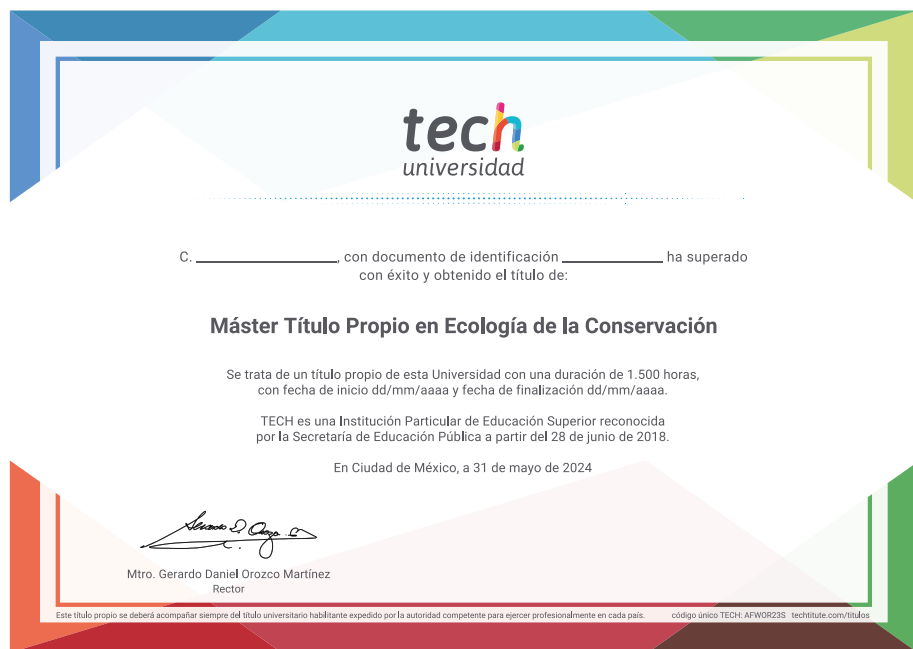 tech
universidad
C. ____________, con documento de identificación ____________ ha superado
con éxito y obtenido el título de:
Máster Título Propio en Ecología de la Conservación
Se trata de un título propio de esta Universidad con una duración de 1.500 horas,
con fecha de inicio dd/mm/aaaa y fecha de finalización dd/mm/aaaa.
TECH es una Institución Particular de Educación Superior reconocida
por la Secretaría de Educación Pública a partir del 28 de junio de 2018.
En Ciudad de México, a 31 de mayo de 2024
Mtro. Gerardo Daniel Orozco Martínez
Rector
Este título propio se deberá acompañar siempre del título universitario habilitante expedido por la autoridad competente para ejercer profesionalmente en cada país. código único TECH: AFWOR23S techtitute.com/titulos